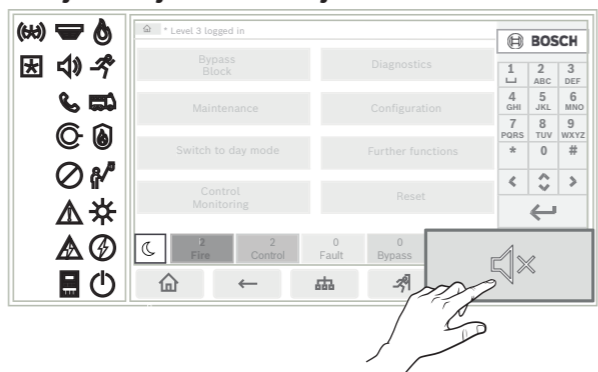 * Level 3 logged in
Bypass
Block
Diagnostics
Maintenance
Configuration
Switch to day mode
Further functions
Control
Monitoring
Reset
2
Fire
2
Control
0
Fault
0
Bypass
BOSCH
1
2
ABC
3
DEF
4
GHI
5
JKL
6
MNO
7
PQRS
8
TUV
9
WXYZ
* 0 #